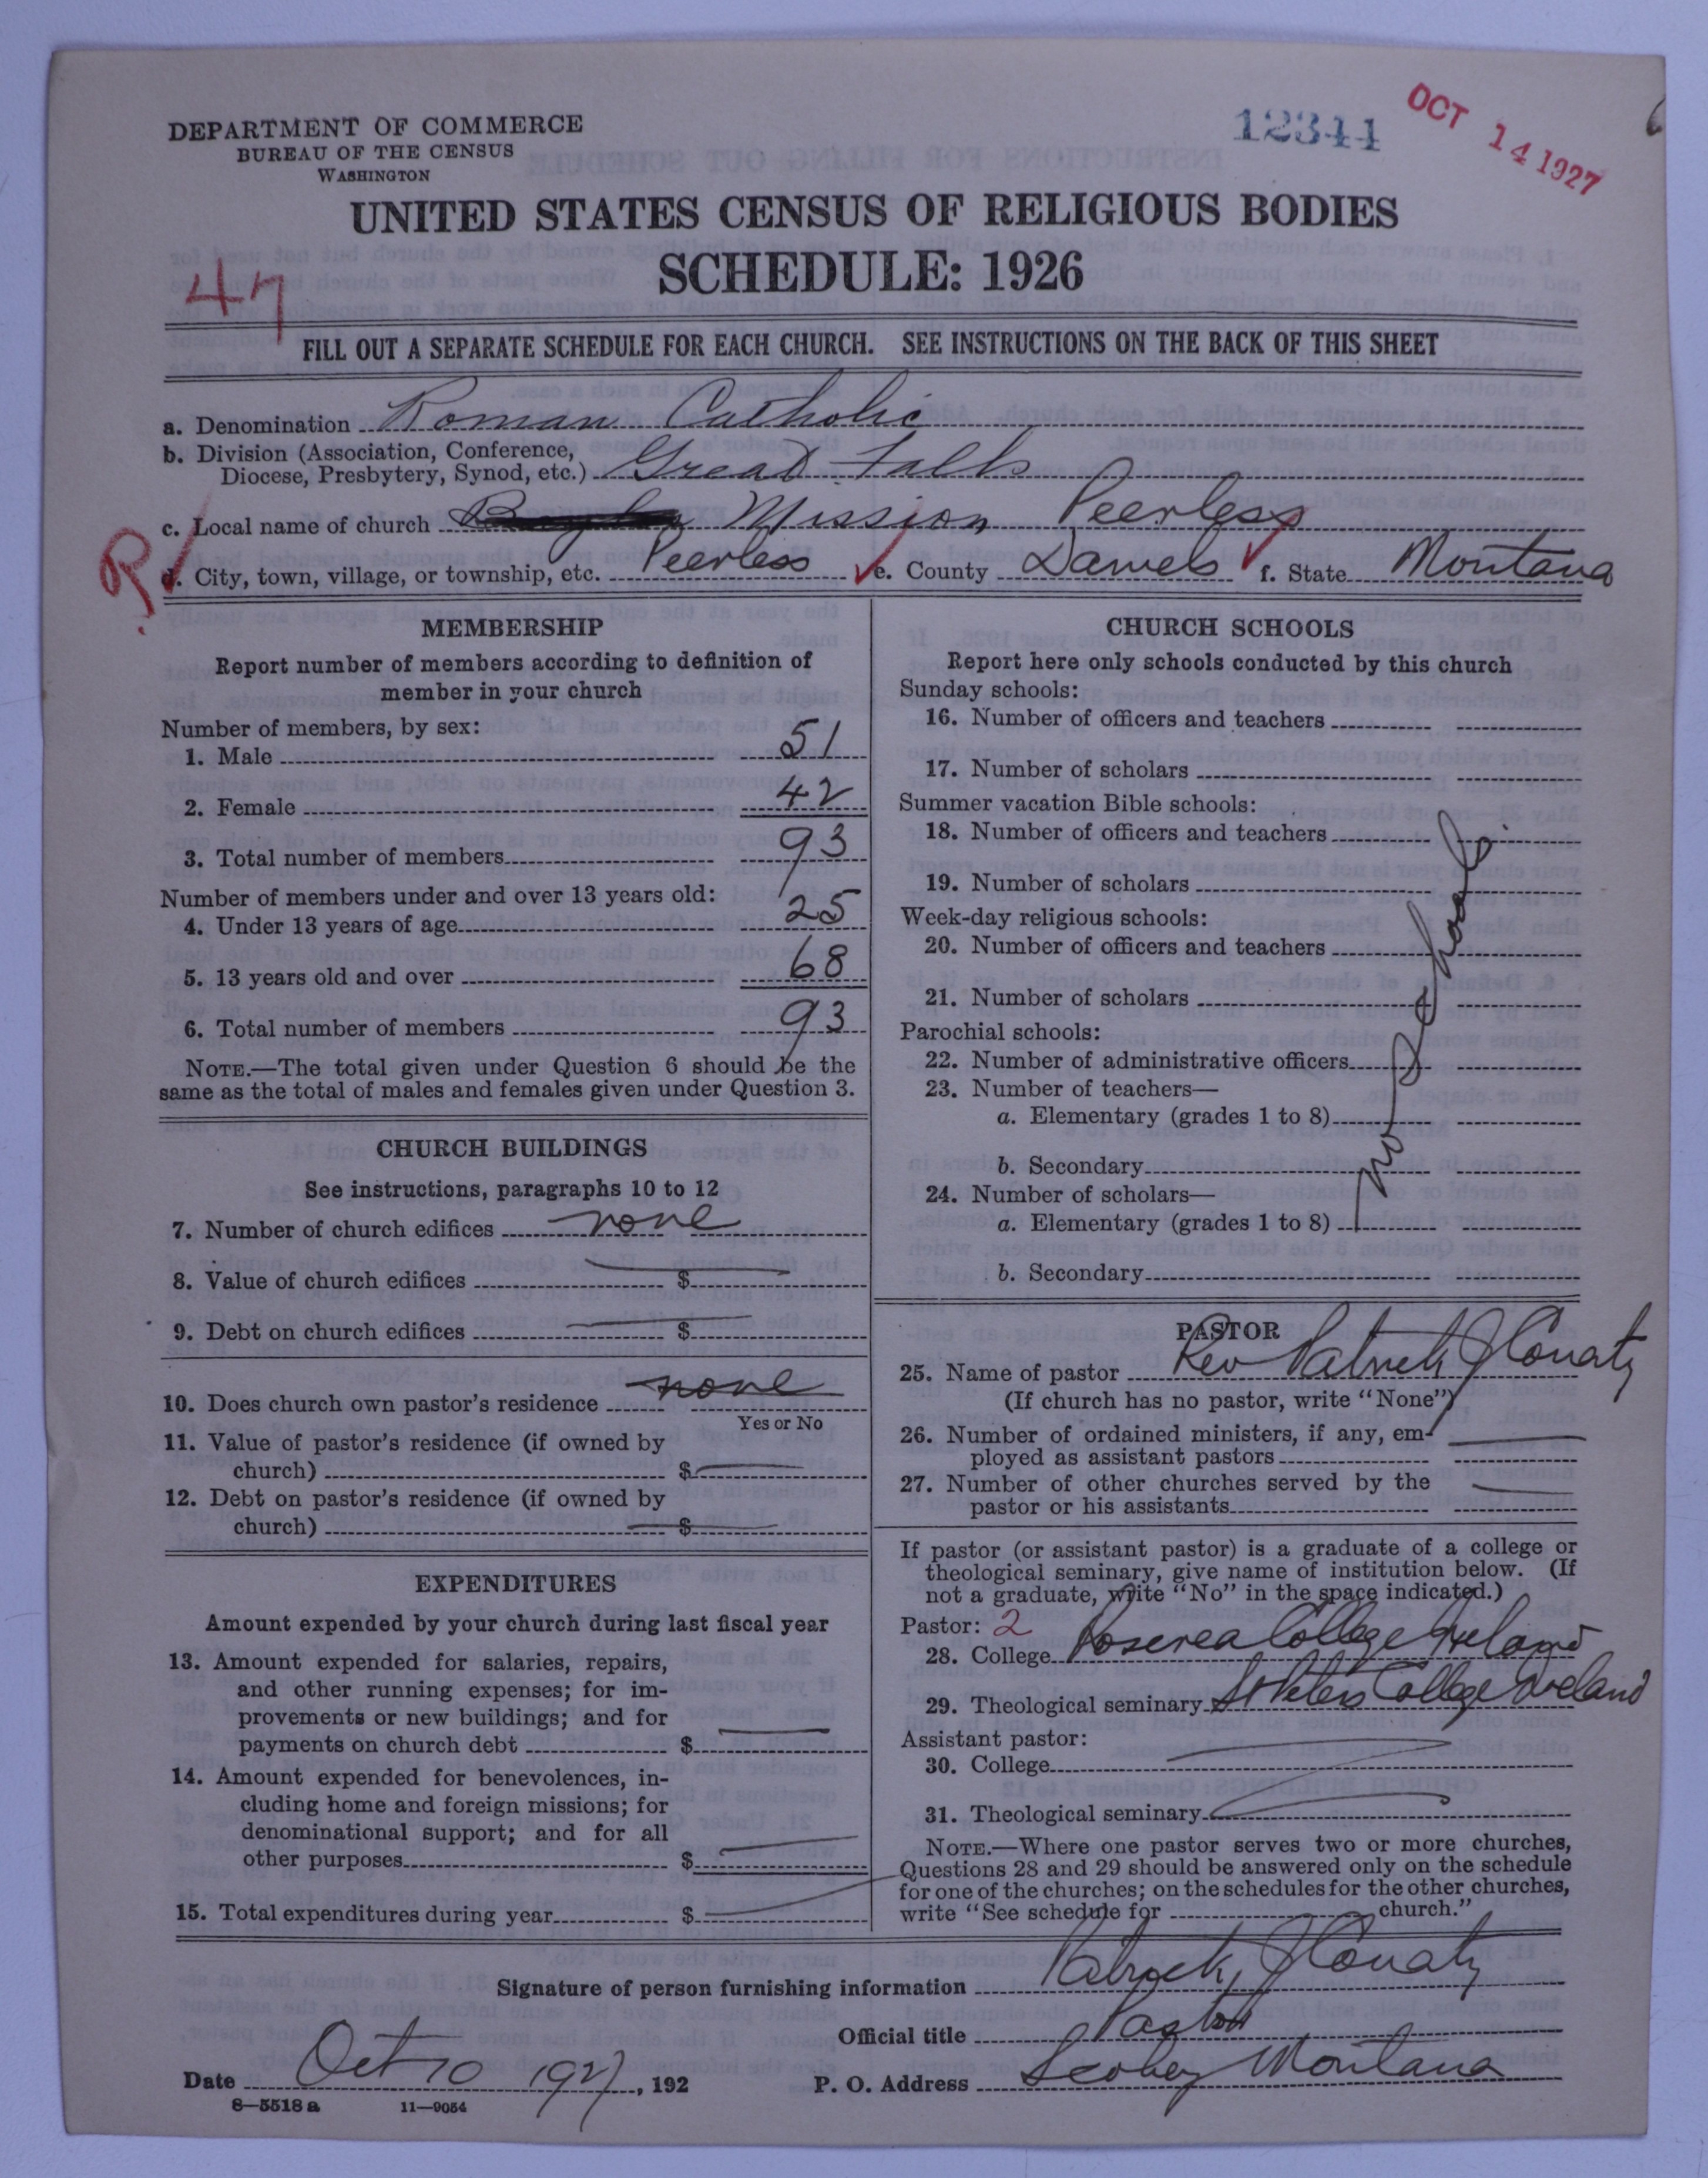 DEPARTMENT OF COMMERCE
BUREAU OF THE CENSUS
WASHINGTON
12344
OCT 14 1927
UNITED STATES CENSUS OF RELIGIOUS BODIES
SCHEDULE: 1926
47
FILL OUT A SEPARATE SCHEDULE FOR EACH CHURCH. SEE INSTRUCTIONS ON THE BACK OF THIS SHEET
a. Denomination Roman Catholic
b. Division (Association, Conference,
Diocese, Presbytery, Synod, etc.) Great Falls
c. Local name of church Mission Peerless
d. City, town, village, or township, etc. Peerless e. County Daniels f. State Montana
MEMBERSHIP
Report number of members according to definition of
member in your church
Number of members, by sex:
1. Male 51
2. Female 42
3. Total number of members 93
Number of members under and over 13 years old:
4. Under 13 years of age 25
5. 13 years old and over 68
6. Total number of members 93
NOTE.—The total given under Question 6 should be the
same as the total of males and females given under Question 3.
CHURCH BUILDINGS
See instructions, paragraphs 10 to 12
7. Number of church edifices none
8. Value of church edifices $
9. Debt on church edifices $
10. Does church own pastor's residence none
Yes or No
11. Value of pastor's residence (if owned by
church) $
12. Debt on pastor's residence (if owned by
church) $
EXPENDITURES
Amount expended by your church during last fiscal year
13. Amount expended for salaries, repairs,
and other running expenses; for im-
provements or new buildings; and for
payments on church debt $
14. Amount expended for benevolences, in-
cluding home and foreign missions; for
denominational support; and for all
other purposes $
15. Total expenditures during year $
CHURCH SCHOOLS
Report here only schools conducted by this church
Sunday schools:
16. Number of officers and teachers
17. Number of scholars
Summer vacation Bible schools:
18. Number of officers and teachers
19. Number of scholars
Week-day religious schools:
20. Number of officers and teachers
21. Number of scholars
Parochial schools:
22. Number of administrative officers
23. Number of teachers—
a. Elementary (grades 1 to 8)
b. Secondary
24. Number of scholars—
a. Elementary (grades 1 to 8)
b. Secondary
no schools
PASTOR
25. Name of pastor Rev Patrick J Conaty
(If church has no pastor, write "None")
26. Number of ordained ministers, if any, em-
ployed as assistant pastors
27. Number of other churches served by the
pastor or his assistants
If pastor (or assistant pastor) is a graduate of a college or
theological seminary, give name of institution below. (If
not a graduate, write "No" in the space indicated.)
Pastor: 2
28. College Roscrea College Ireland
29. Theological seminary St Peters College Ireland
Assistant pastor:
30. College
31. Theological seminary
NOTE.—Where one pastor serves two or more churches,
Questions 28 and 29 should be answered only on the schedule
for one of the churches; on the schedules for the other churches,
write "See schedule for church."
Signature of person furnishing information Patrick J Conaty
Official title Pastor
Date Oct 10 1927, 192 P. O. Address Scobey Montana
8—5518a 11—9054